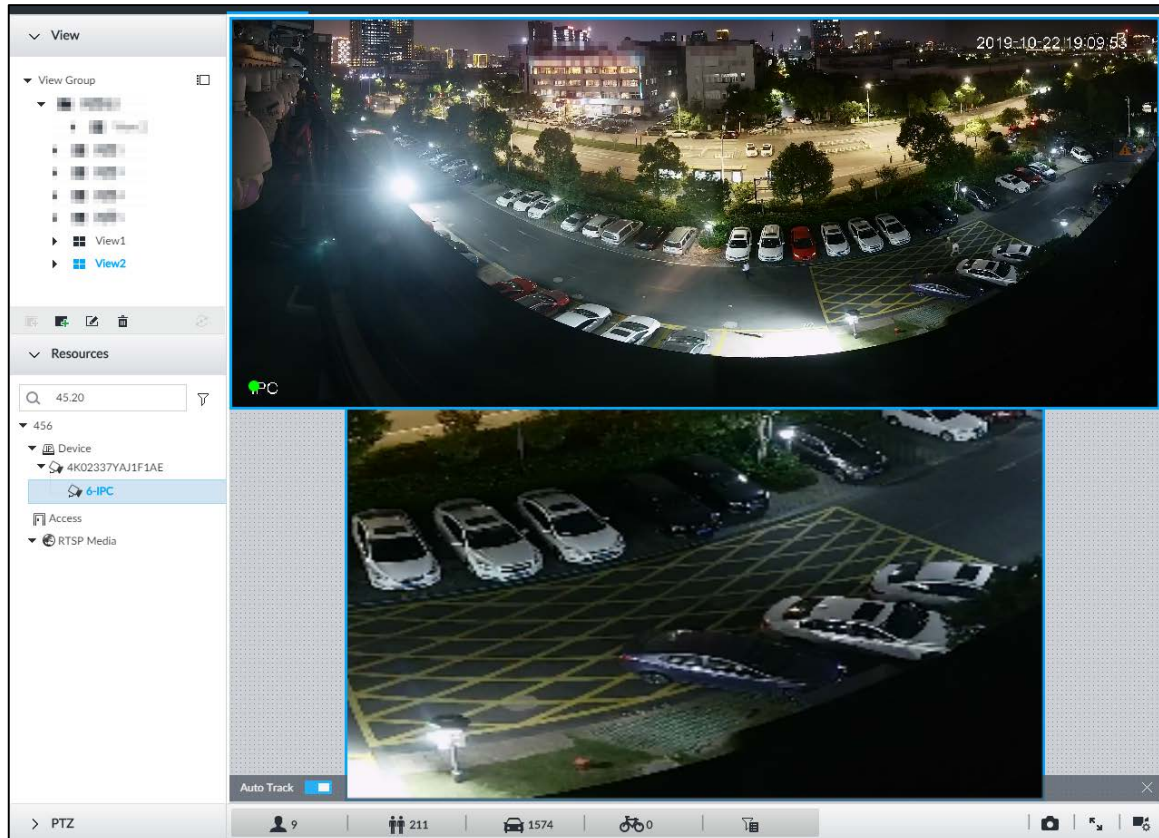 View
View Group
View1
View2
Resources
45.20
456
Device
4K02337YAJ1F1AE
6-IPC
Access
RTSP Media
PTZ
2019-10-22 19:09:53
IPC
Auto Track
9
211
1574
0